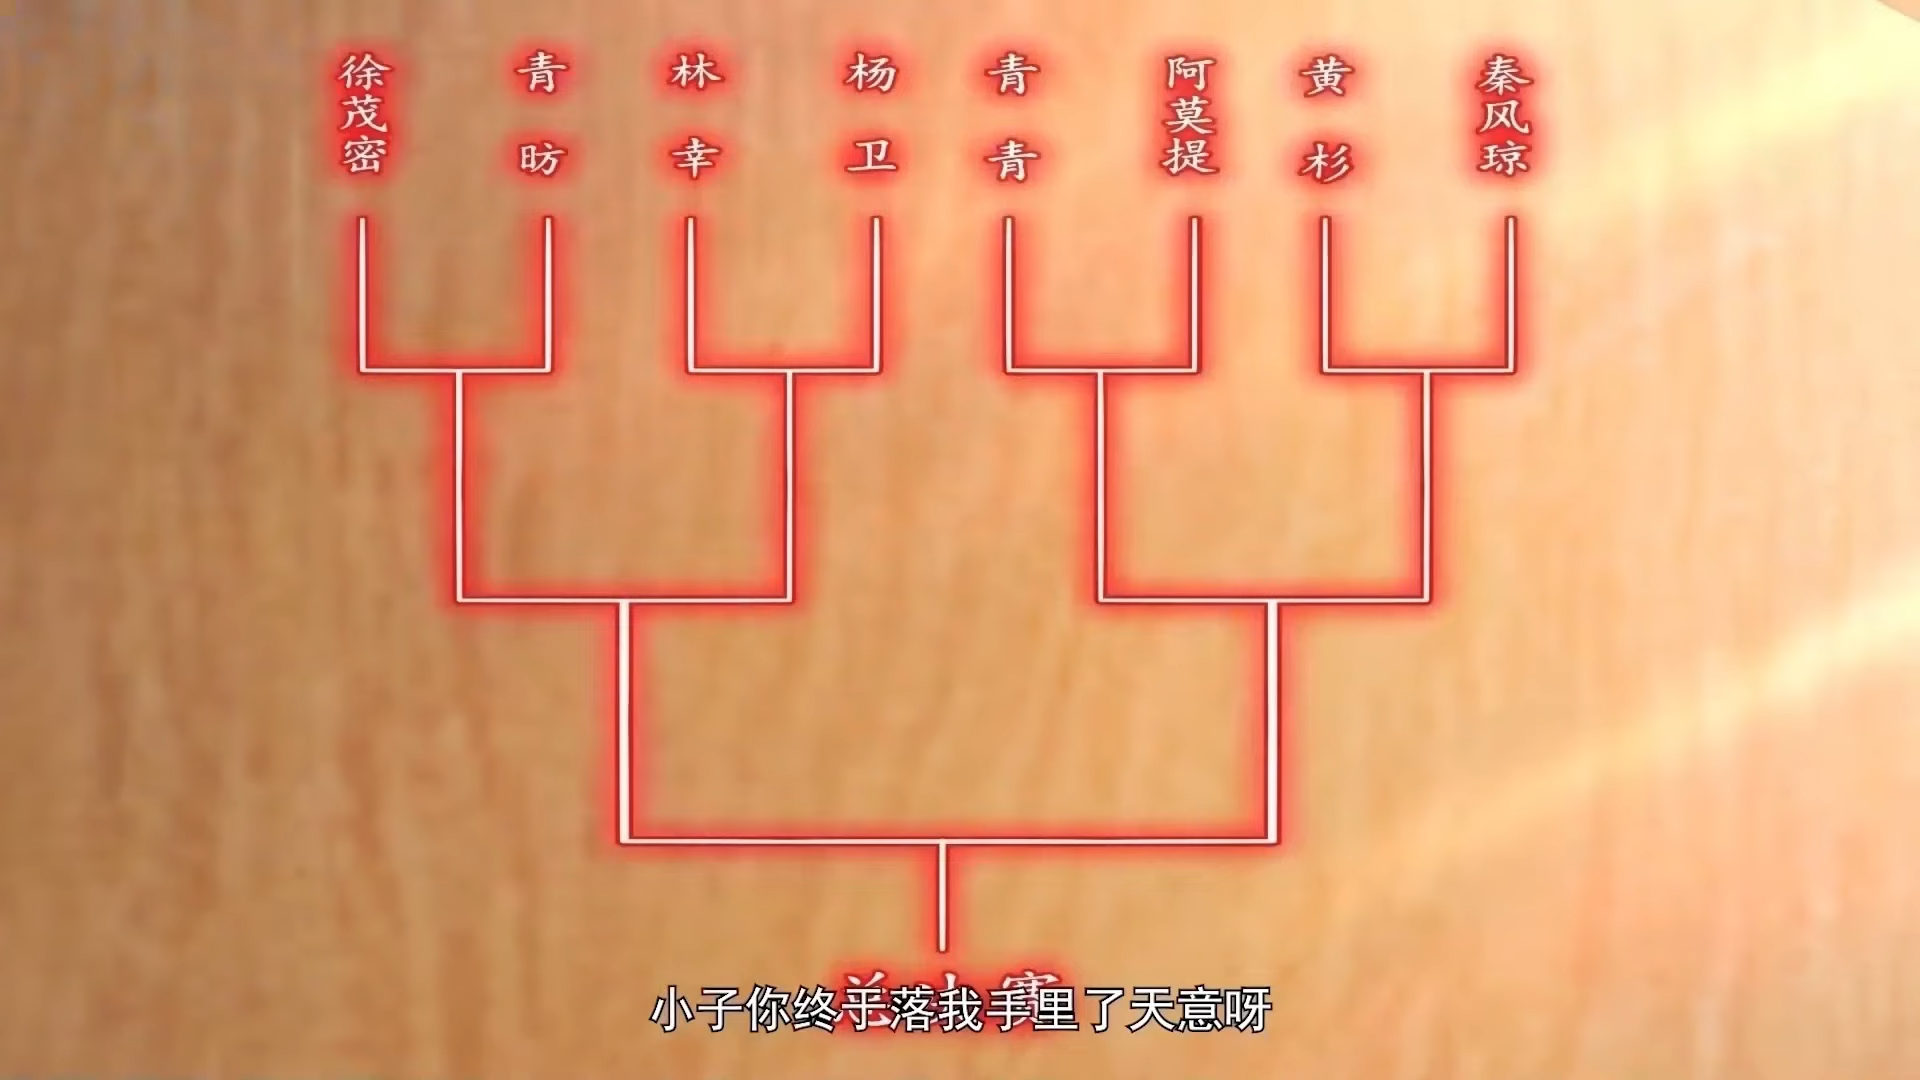 徐茂密
青昉
林幸
杨卫
青青
阿莫提
黄杉
秦风琼
小子你终于落我手里了天意呀